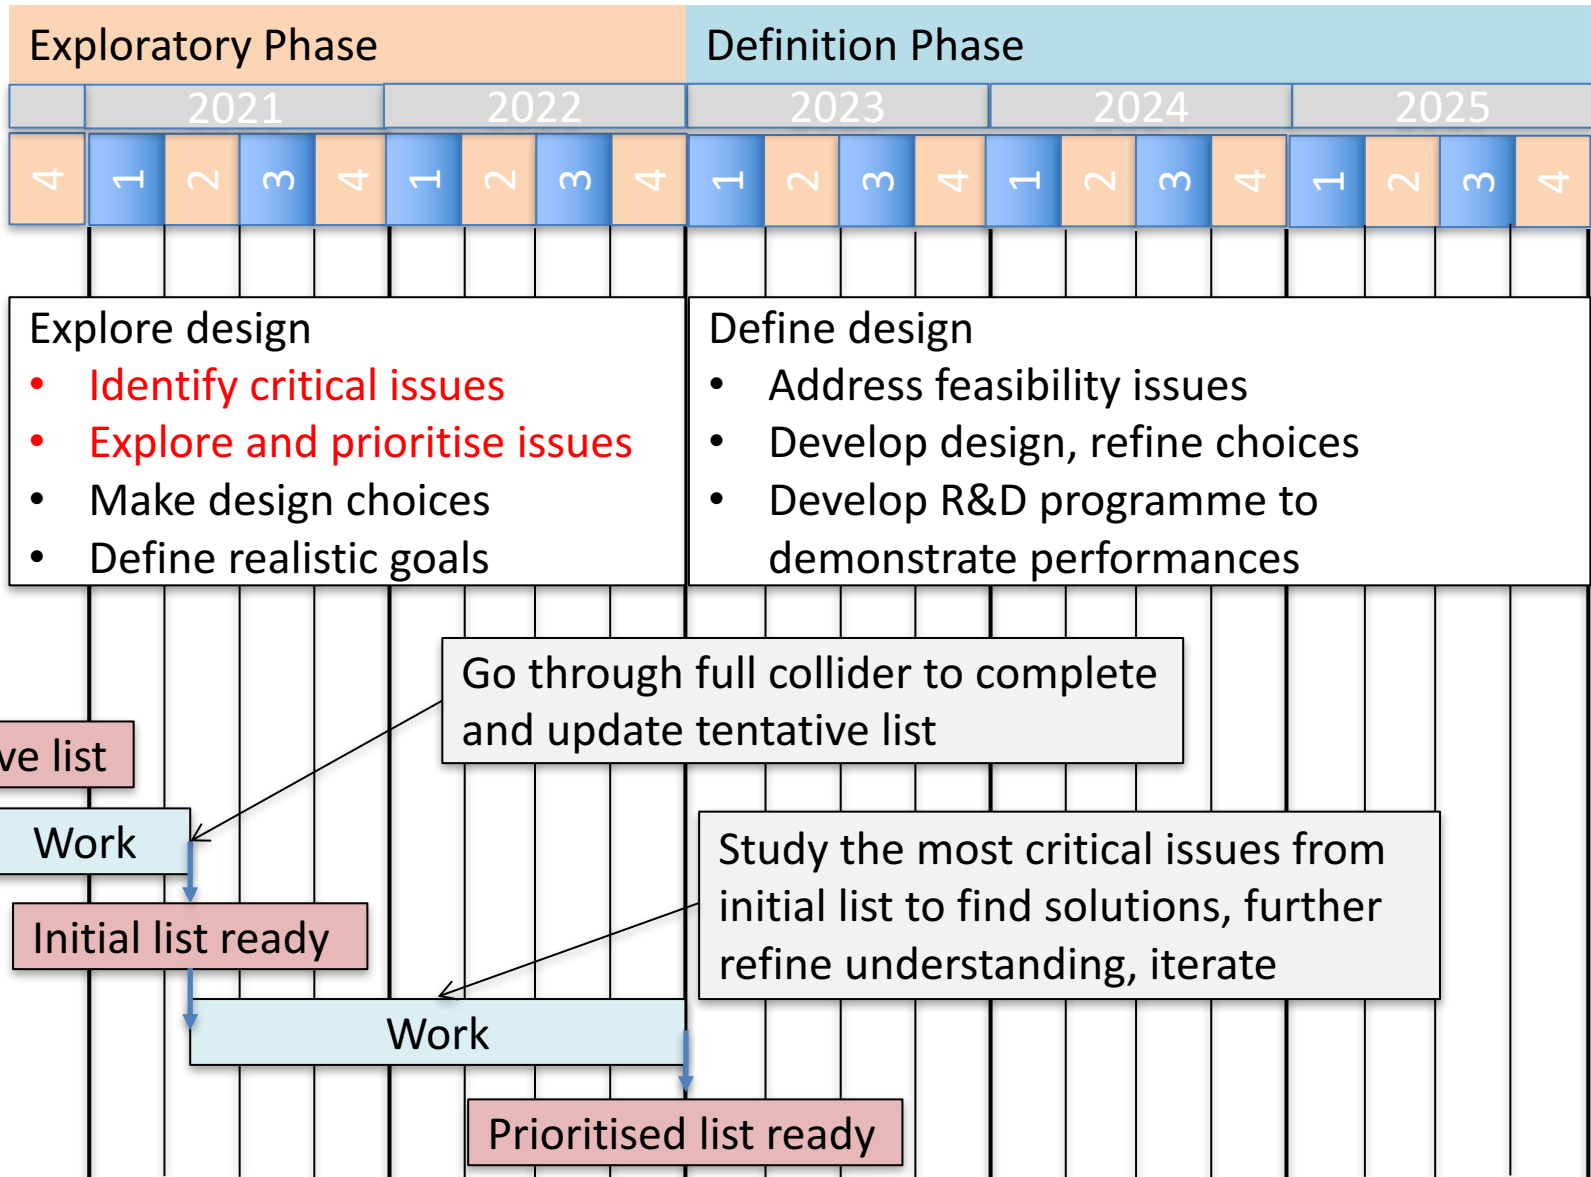 Exploratory Phase
Definition Phase
2021 2022 2023 2024 2025
4 1 2 3 4 1 2 3 4 1 2 3 4 1 2 3 4 1 2 3 4
Explore design
• Identify critical issues
• Explore and prioritise issues
• Make design choices
• Define realistic goals
Define design
• Address feasibility issues
• Develop design, refine choices
• Develop R&D programme to
demonstrate performances
Go through full collider to complete
and update tentative list
ve list
Work
Study the most critical issues from
initial list to find solutions, further
refine understanding, iterate
Initial list ready
Work
Prioritised list ready